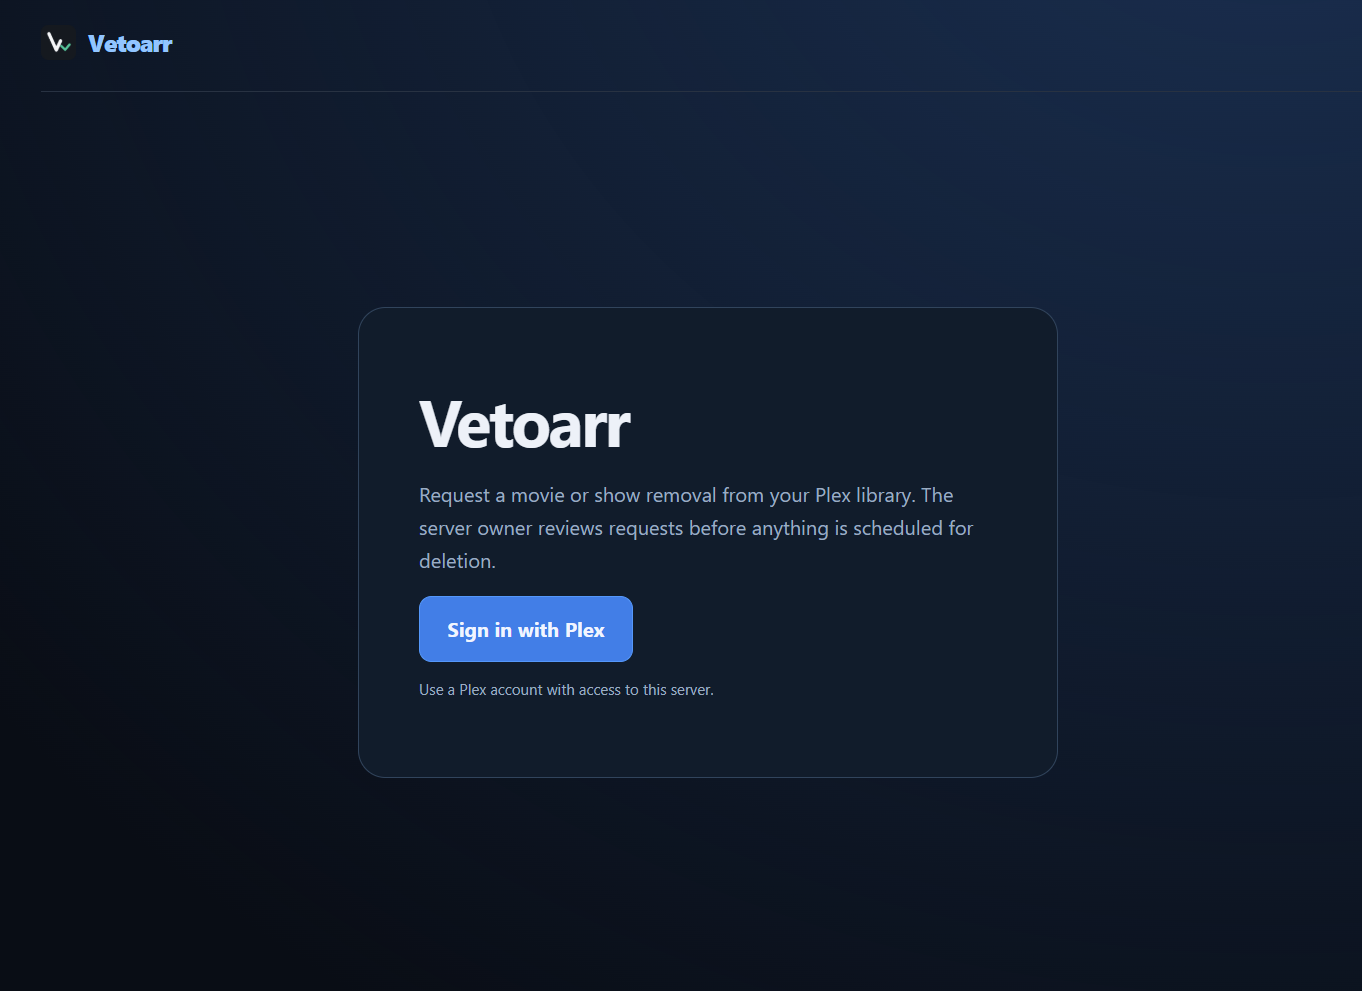 Vetoarr
Vetoarr
Request a movie or show removal from your Plex library. The
server owner reviews requests before anything is scheduled for
deletion.
Sign in with Plex
Use a Plex account with access to this server.